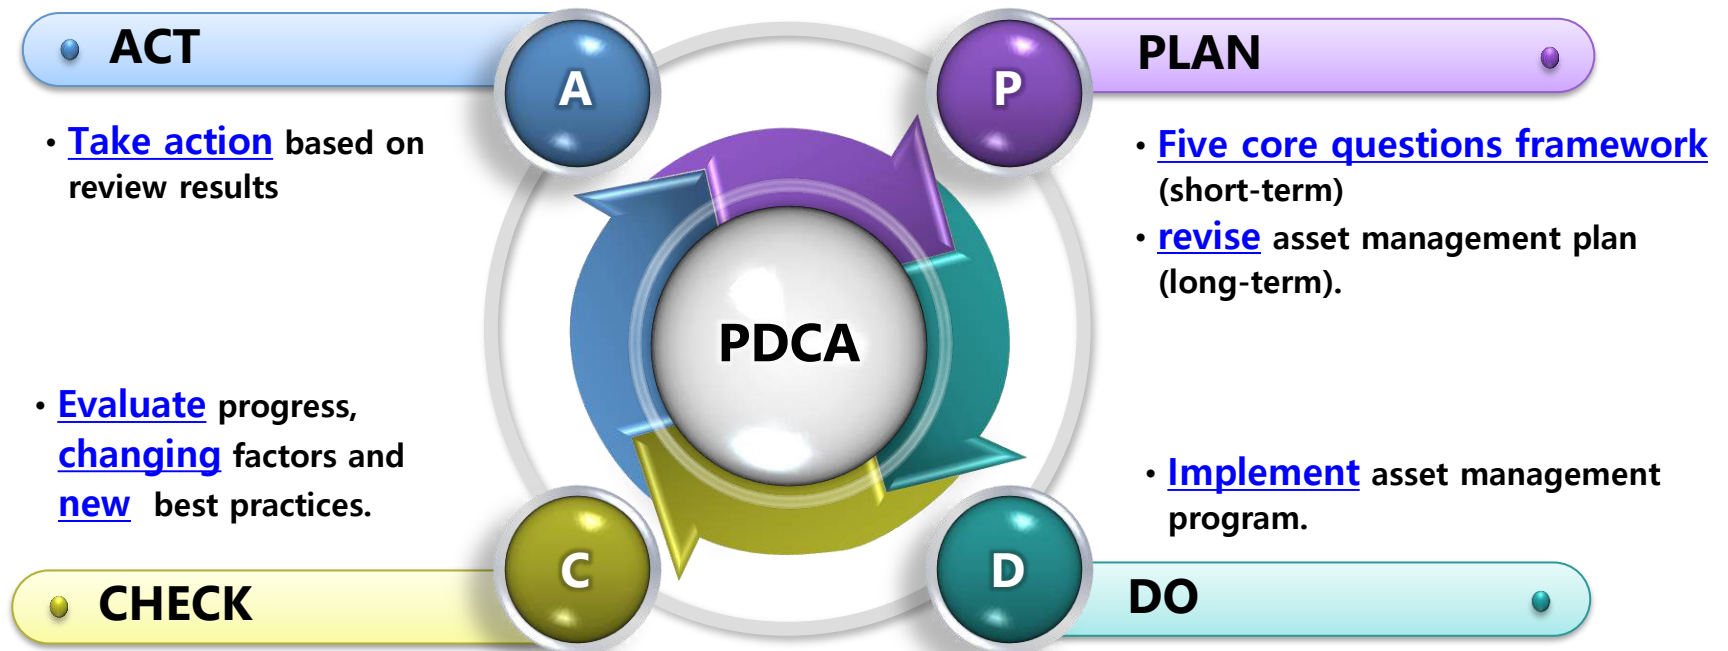 ACT
A
• Take action based on
review results
P
PLAN
• Five core questions framework
(short-term)
• revise asset management plan
(long-term).
PDCA
• Evaluate progress,
changing factors and
new best practices.
C
CHECK
• Implement asset management
program.
D
DO